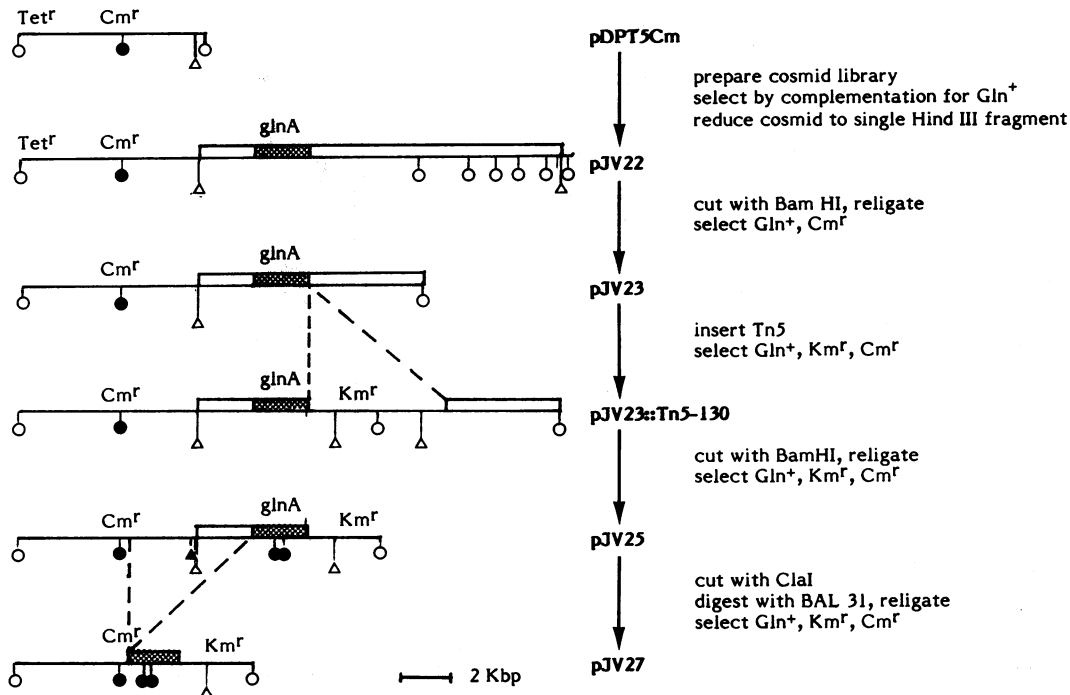 Tetʳ Cmʳ
pDPT5Cm
prepare cosmid library
select by complementation for Gln⁺
reduce cosmid to single Hind III fragment
glnA
Tetʳ Cmʳ
pJV22
cut with Bam HI, religate
select Gln⁺, Cmʳ
glnA
Cmʳ
pJV23
insert Tn5
select Gln⁺, Kmʳ, Cmʳ
glnA
Cmʳ Kmʳ
pJV23::Tn5-130
cut with BamHI, religate
select Gln⁺, Kmʳ, Cmʳ
glnA
Cmʳ Kmʳ
pJV25
cut with ClaI
digest with BAL 31, religate
select Gln⁺, Kmʳ, Cmʳ
Cmʳ Kmʳ
pJV27
2 Kbp